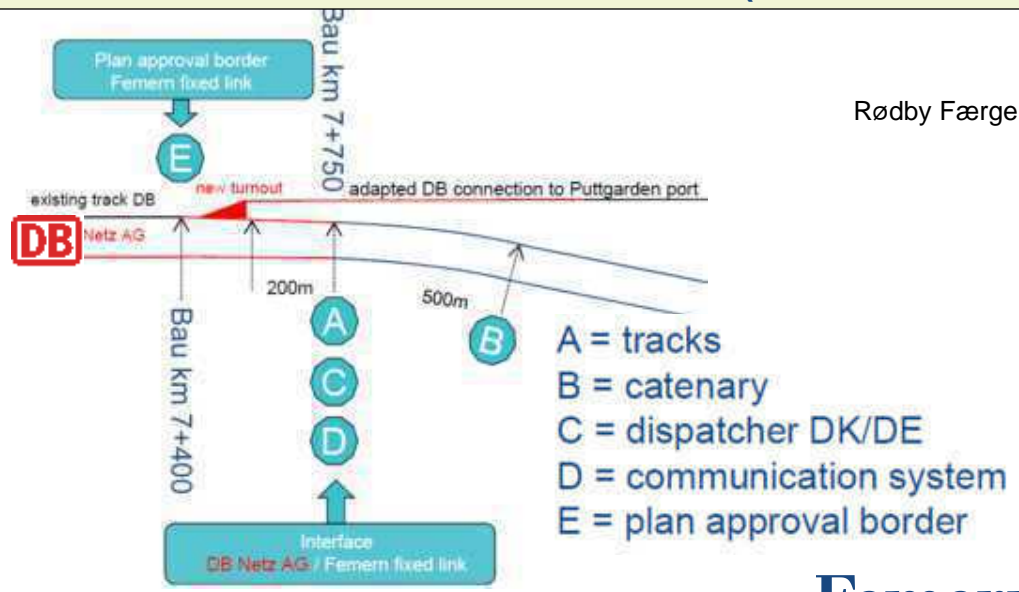 Plan approval border
Femern fixed link
Bau km 7+750
Rødby Færge
E
new turnout
adapted DB connection to Puttgarden port
existing track DB
DB Netz AG
200m
500m
Bau km 7+400
A
B
C
D
A = tracks
B = catenary
C = dispatcher DK/DE
D = communication system
E = plan approval border
Interface
DB Netz AG / Femern fixed link